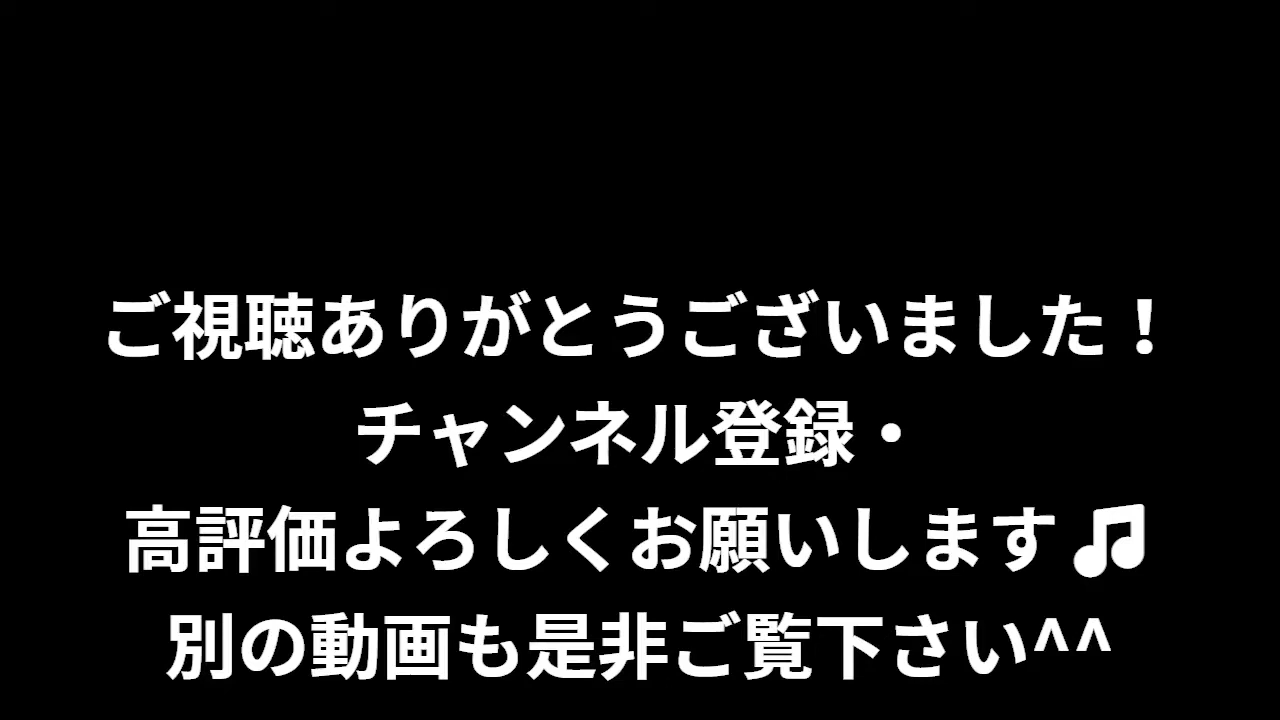 ご視聴ありがとうございました！
チャンネル登録・
高評価よろしくお願いします🎵
別の動画も是非ご覧下さい^^